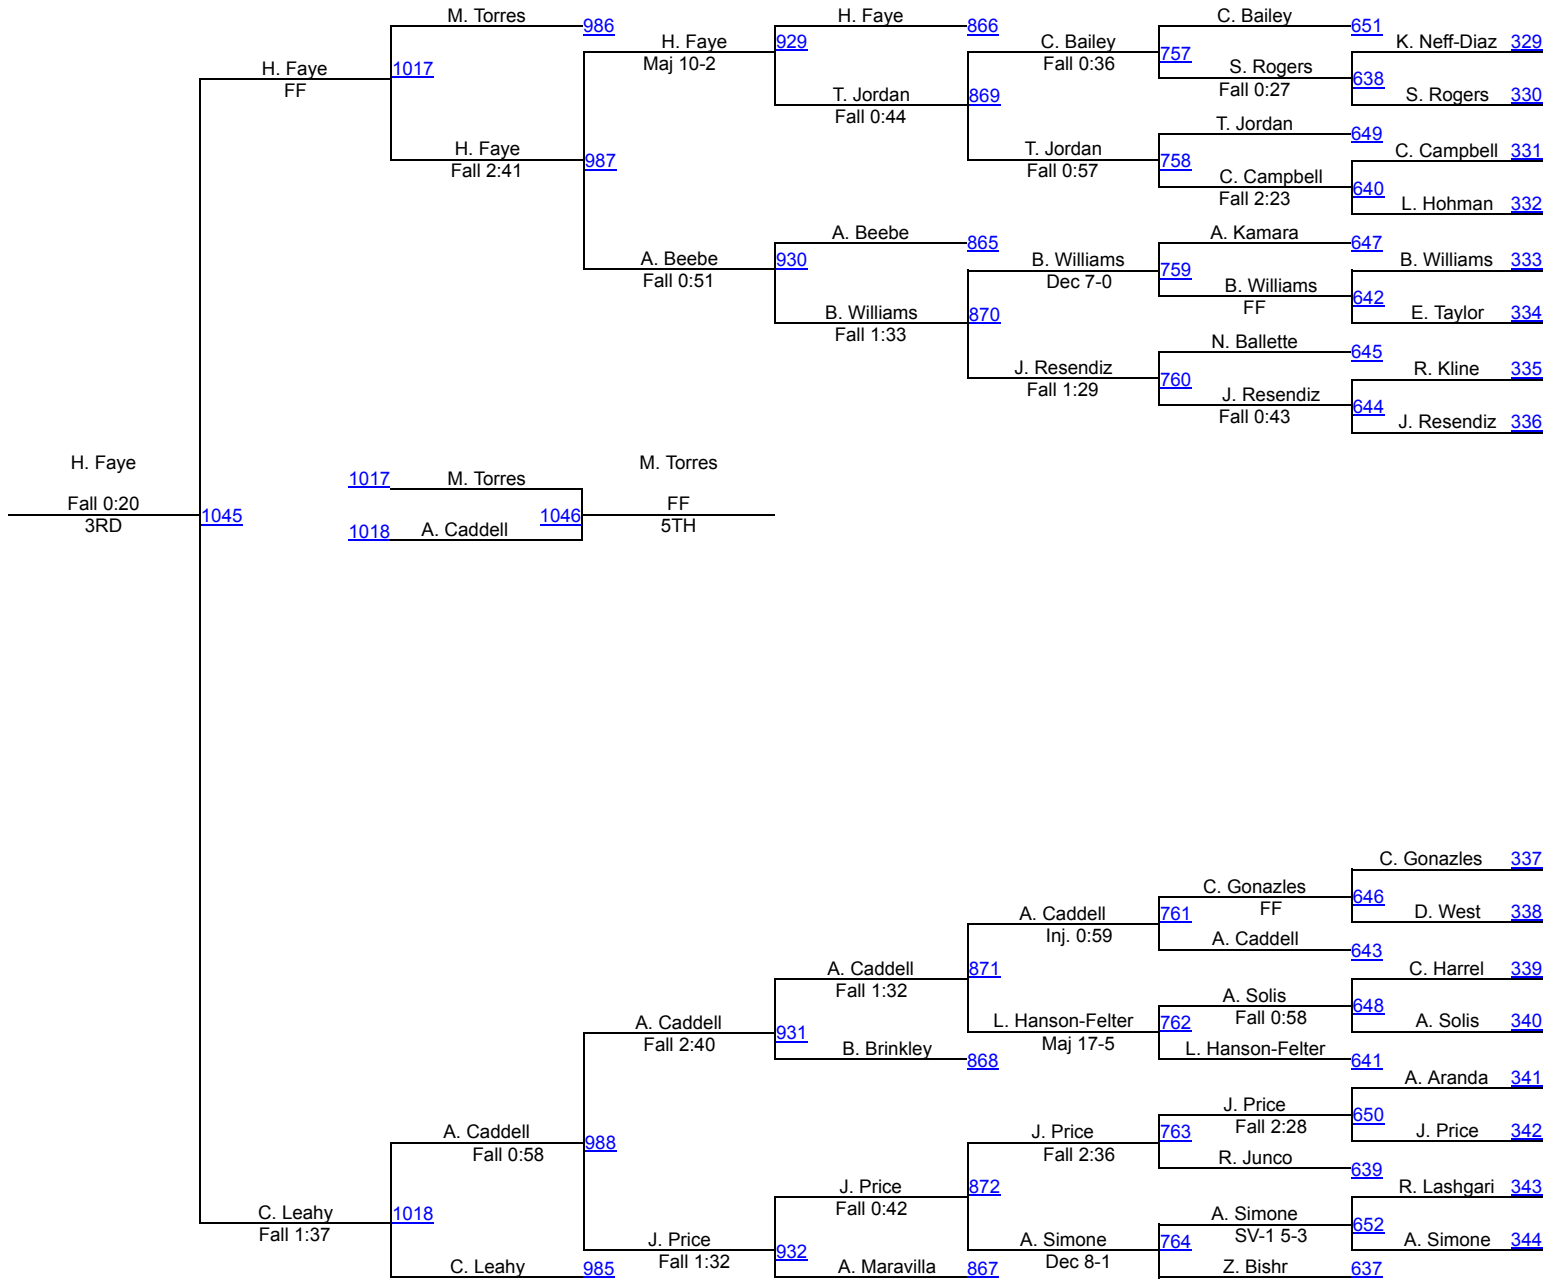 M. Torres
986
H. Faye
866
C. Bailey
651
H. Faye
Maj 10-2
929
C. Bailey
Fall 0:36
757
K. Neff-Diaz 329
H. Faye
FF
1017
S. Rogers
Fall 0:27
638
T. Jordan
Fall 0:44
869
S. Rogers 330
T. Jordan
649
H. Faye
Fall 2:41
987
T. Jordan
Fall 0:57
758
C. Campbell 331
C. Campbell
Fall 2:23
640
L. Hohman 332
A. Beebe
865
A. Kamara
647
A. Beebe
Fall 0:51
930
B. Williams
Dec 7-0
759
B. Williams 333
B. Williams
FF
642
B. Williams
Fall 1:33
870
E. Taylor 334
N. Ballette
645
J. Resendiz
Fall 1:29
760
R. Kline 335
J. Resendiz
Fall 0:43
644
J. Resendiz 336
H. Faye
M. Torres
1017
M. Torres
Fall 0:20
3RD
1045
1046
FF
5TH
1018
A. Caddell
C. Gonazles 337
C. Gonazles
FF
646
A. Caddell
Inj. 0:59
761
D. West 338
A. Caddell
643
A. Caddell
Fall 1:32
871
C. Harrel 339
A. Solis
Fall 0:58
648
A. Caddell
Fall 2:40
931
L. Hanson-Felter
Maj 17-5
762
A. Solis 340
B. Brinkley
868
L. Hanson-Felter
641
A. Aranda 341
J. Price
Fall 2:28
650
A. Caddell
Fall 0:58
988
J. Price
Fall 2:36
763
J. Price 342
R. Junco
639
J. Price
Fall 0:42
872
R. Lashgari 343
C. Leahy
Fall 1:37
1018
A. Simone
SV-1 5-3
652
J. Price
Fall 1:32
932
A. Simone
Dec 8-1
764
A. Simone 344
C. Leahy
985
A. Maravilla
867
Z. Bishr
637